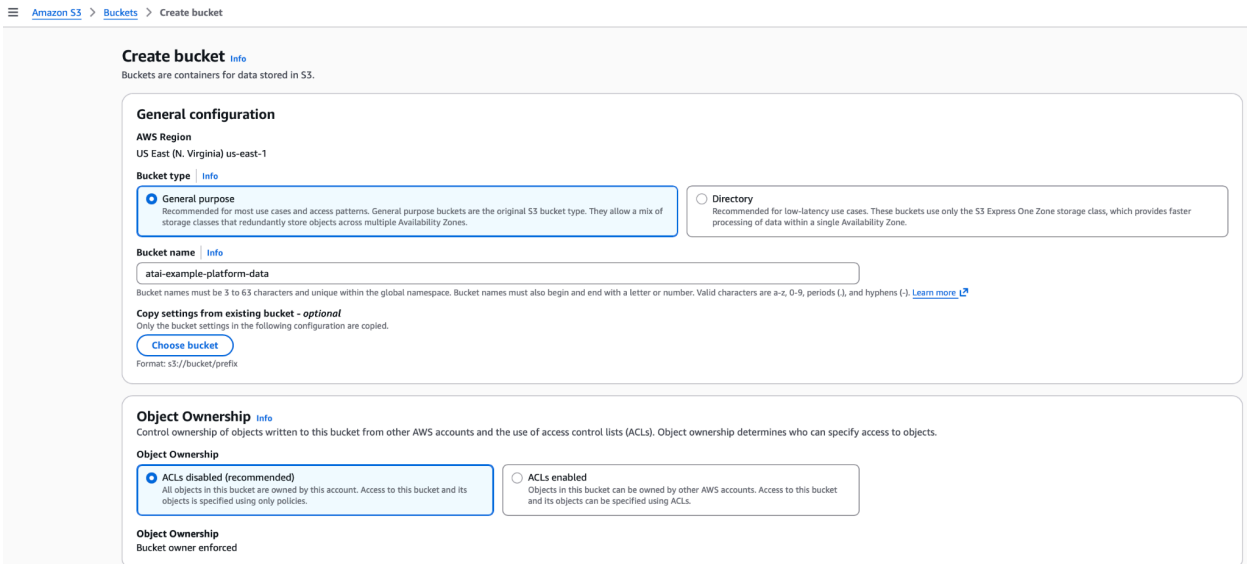 Amazon S3 > Buckets > Create bucket
Create bucket Info
Buckets are containers for data stored in S3.
General configuration
AWS Region
US East (N. Virginia) us-east-1
Bucket type Info
General purpose
Recommended for most use cases and access patterns. General purpose buckets are the original S3 bucket type. They allow a mix of
storage classes that redundantly store objects across multiple Availability Zones.
Directory
Recommended for low-latency use cases. These buckets use only the S3 Express One Zone storage class, which provides faster
processing of data within a single Availability Zone.
Bucket name Info
atai-example-platform-data
Bucket names must be 3 to 63 characters and unique within the global namespace. Bucket names must also begin and end with a letter or number. Valid characters are a-z, 0-9, periods (.), and hyphens (-). Learn more
Copy settings from existing bucket - optional
Only the bucket settings in the following configuration are copied.
Choose bucket
Format: s3://bucket/prefix
Object Ownership Info
Control ownership of objects written to this bucket from other AWS accounts and the use of access control lists (ACLs). Object ownership determines who can specify access to objects.
Object Ownership
ACLs disabled (recommended)
All objects in this bucket are owned by this account. Access to this bucket and its
objects is specified using only policies.
ACLs enabled
Objects in this bucket can be owned by other AWS accounts. Access to this bucket
and its objects can be specified using ACLs.
Object Ownership
Bucket owner enforced